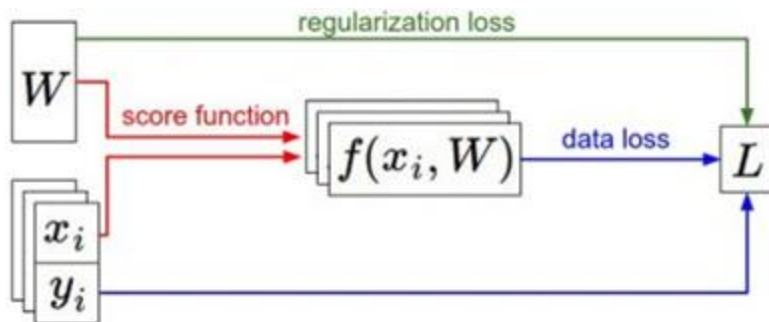 regularization loss
W
score function
f(x_i, W)
data loss
L
x_i
y_i